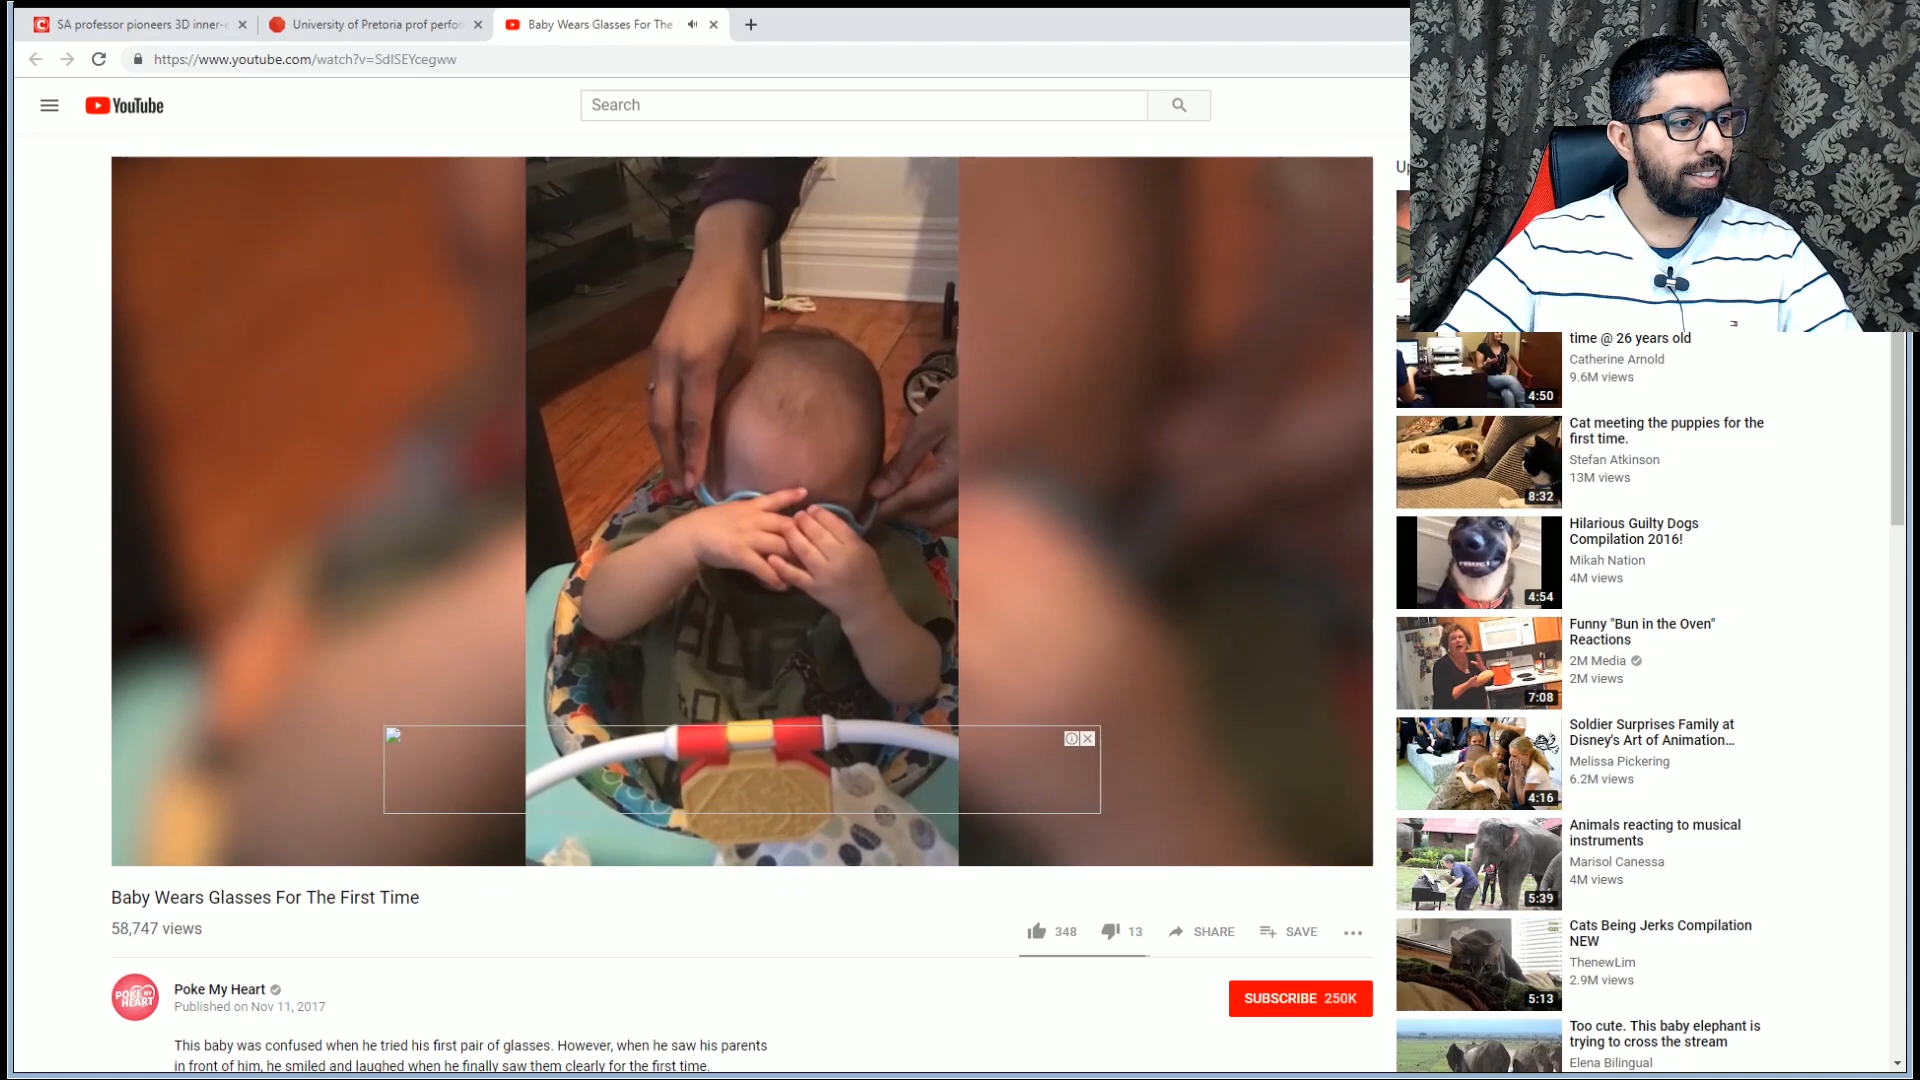 SA professor pioneers 3D inner-e
University of Pretoria prof perfor
Baby Wears Glasses For The
https://www.youtube.com/watch?v=SdISEYcegww
YouTube
Search
Up
time @ 26 years old
Catherine Arnold
9.6M views
4:50
Cat meeting the puppies for the
first time.
Stefan Atkinson
13M views
8:32
Hilarious Guilty Dogs
Compilation 2016!
Mikah Nation
4M views
4:54
Funny "Bun in the Oven"
Reactions
2M Media
2M views
7:08
Soldier Surprises Family at
Disney's Art of Animation...
Melissa Pickering
6.2M views
4:16
Animals reacting to musical
instruments
Marisol Canessa
4M views
5:39
Cats Being Jerks Compilation
NEW
ThenewLim
2.9M views
5:13
Too cute. This baby elephant is
trying to cross the stream
Elena Bilingual
Baby Wears Glasses For The First Time
58,747 views
348
13
SHARE
SAVE
POKE MY
HEART
Poke My Heart
Published on Nov 11, 2017
SUBSCRIBE 250K
This baby was confused when he tried his first pair of glasses. However, when he saw his parents
in front of him, he smiled and laughed when he finally saw them clearly for the first time.